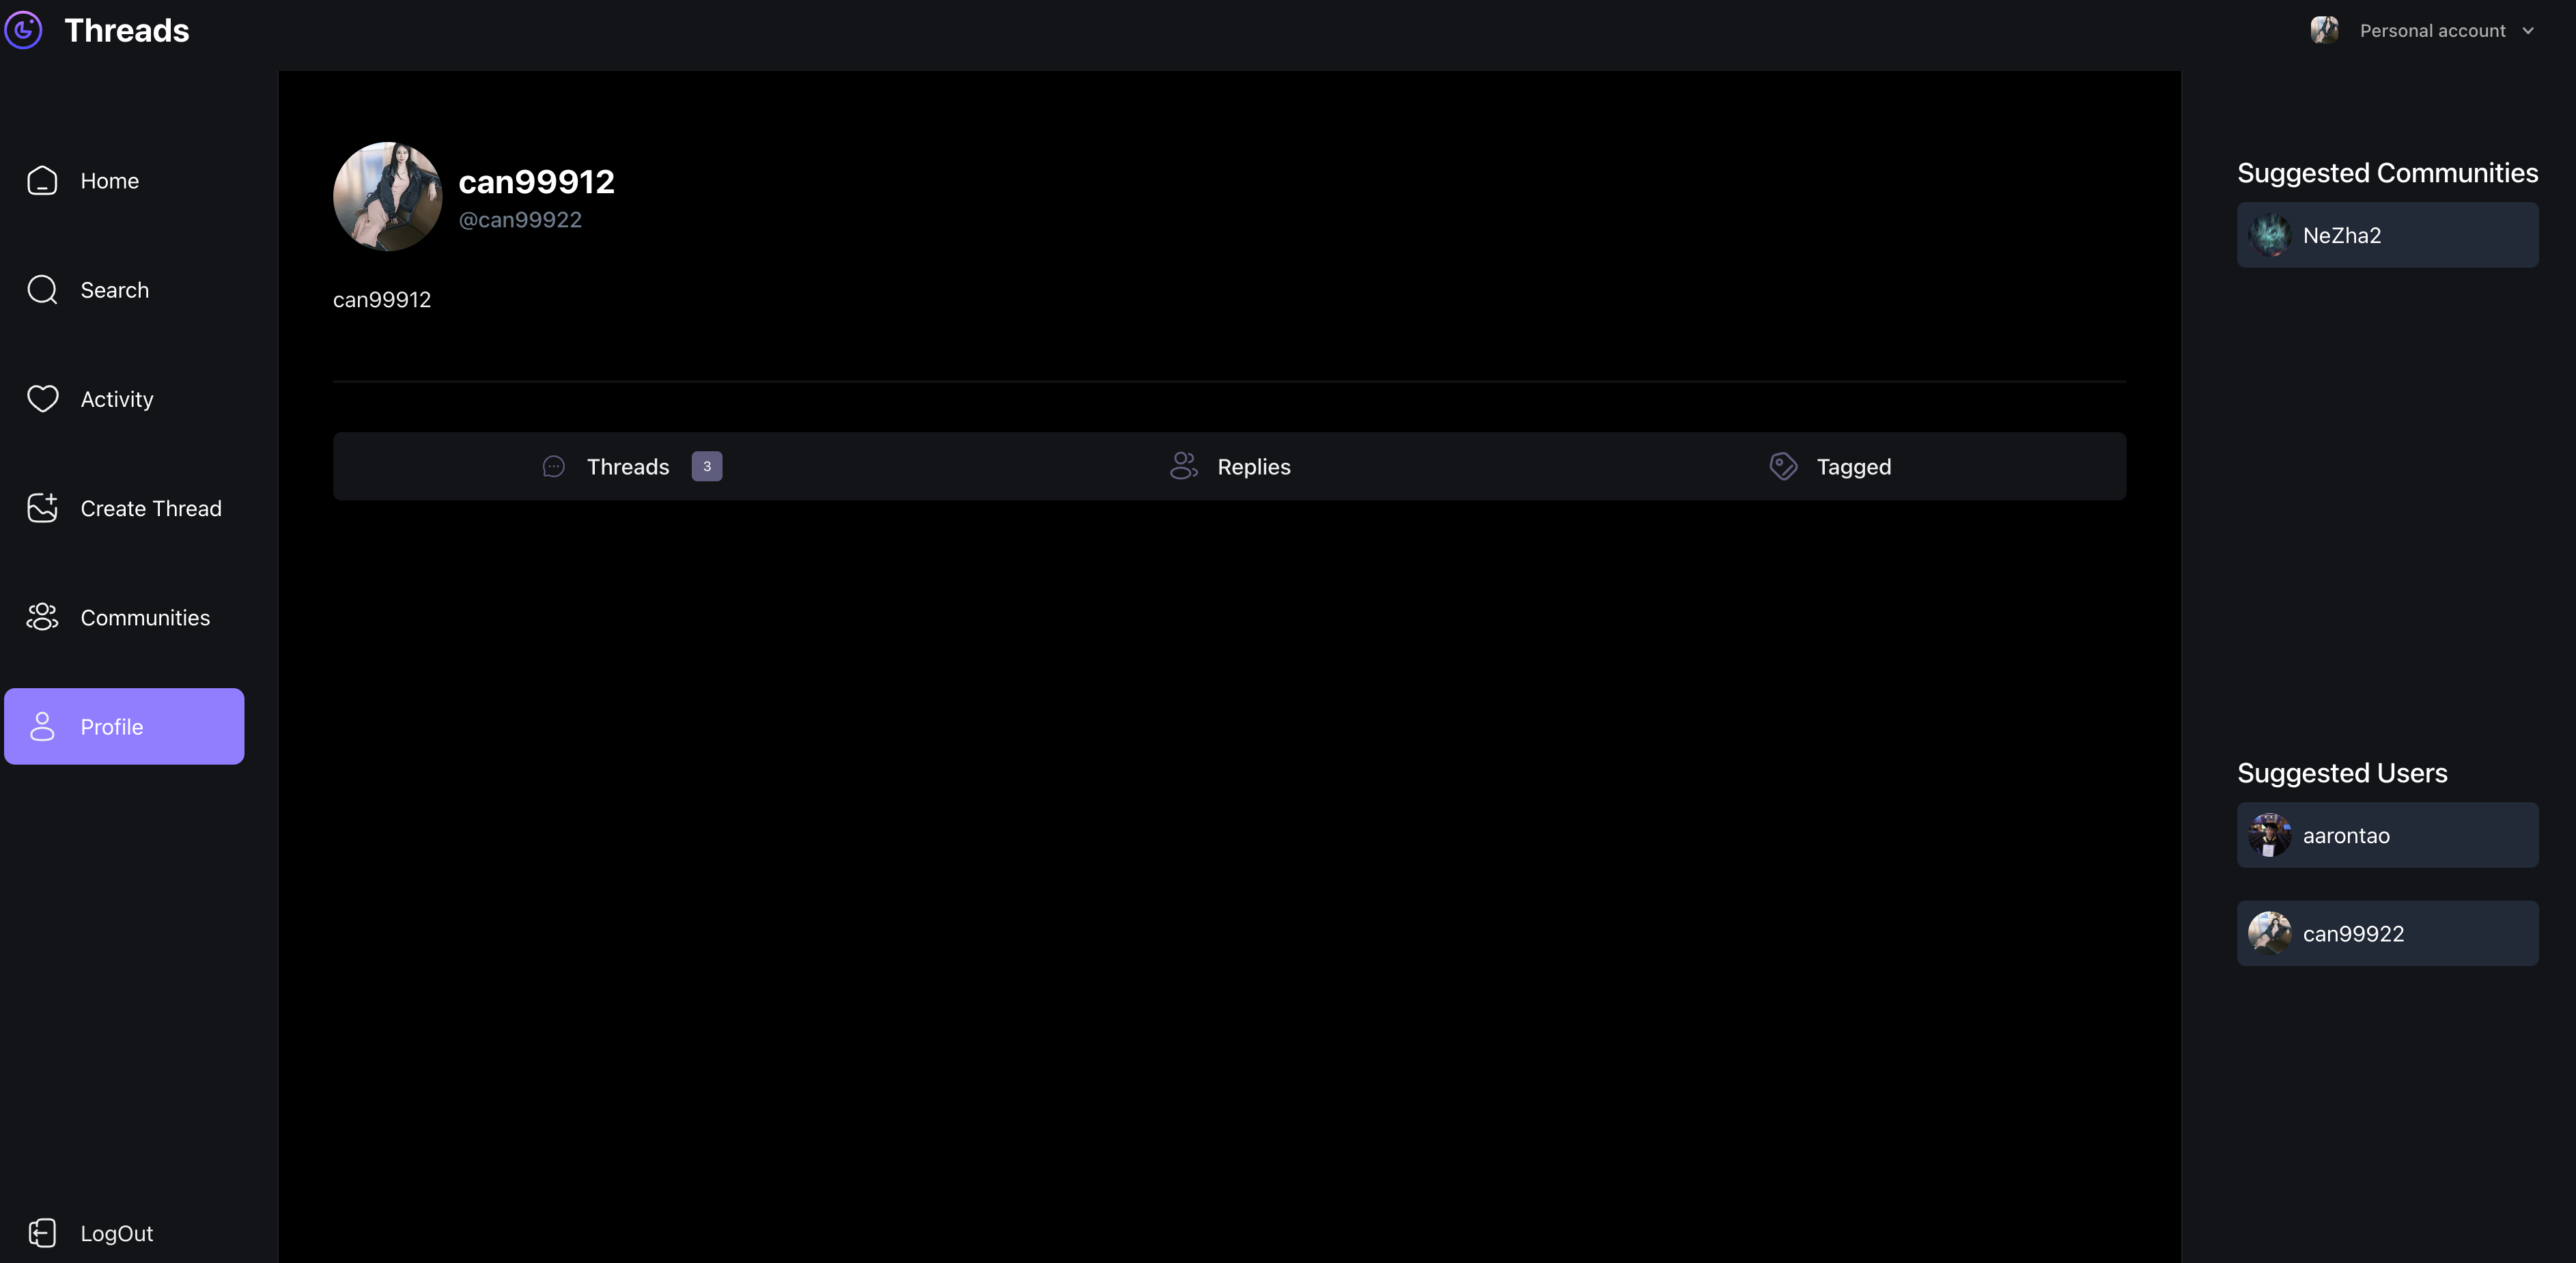 Threads
Personal account
Home
Search
Activity
Create Thread
Communities
Profile
LogOut
can99912
@can99922
can99912
Threads 3
Replies
Tagged
Suggested Communities
NeZha2
Suggested Users
aarontao
can99922